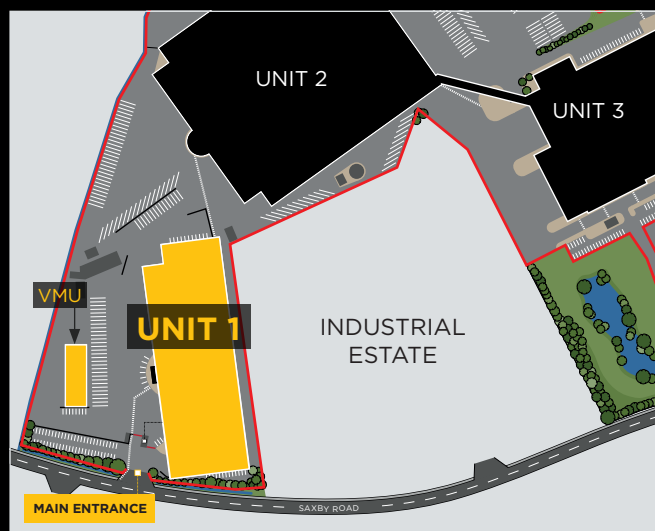 UNIT 2
UNIT 3
VMU
UNIT 1
INDUSTRIAL
ESTATE
MAIN ENTRANCE
SAXBY ROAD